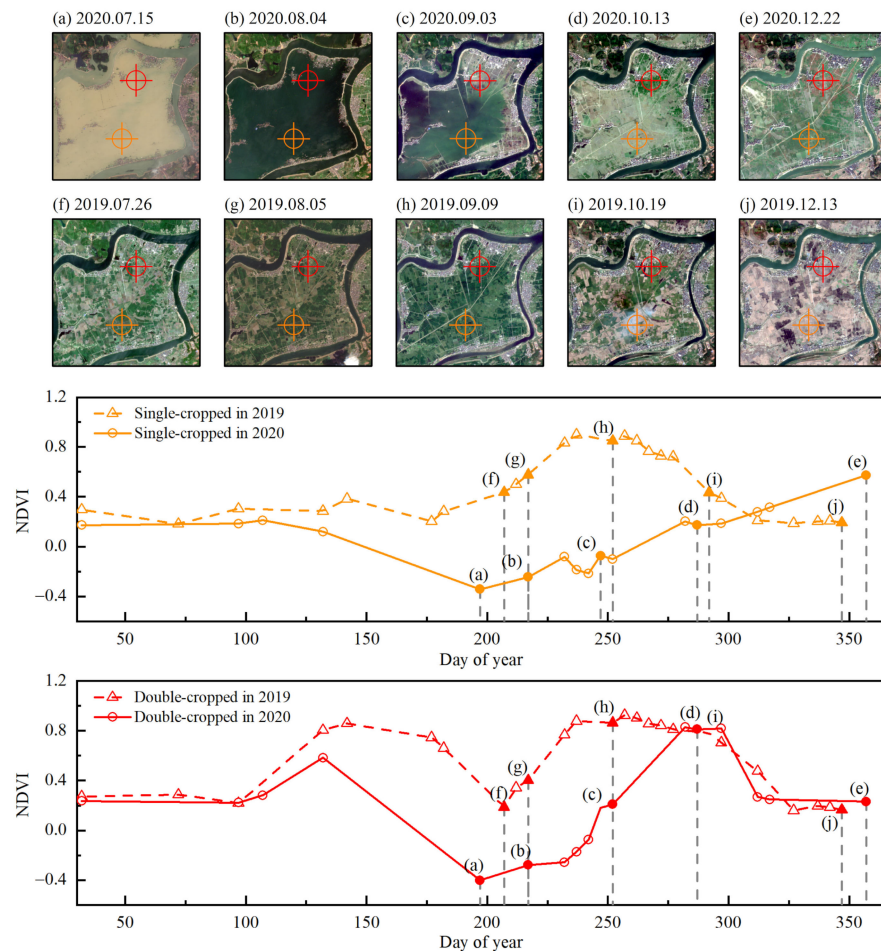 (a) 2020.07.15
(b) 2020.08.04
(c) 2020.09.03
(d) 2020.10.13
(e) 2020.12.22
(f) 2019.07.26
(g) 2019.08.05
(h) 2019.09.09
(i) 2019.10.19
(j) 2019.12.13
1.2
0.8
0.4
0.0
−0.4
NDVI
Single-cropped in 2019
Single-cropped in 2020
(a)
(b)
(c)
(d)
(e)
(f)
(g)
(h)
(i)
(j)
50
100
150
200
250
300
350
Day of year
1.2
0.8
0.4
0.0
−0.4
NDVI
Double-cropped in 2019
Double-cropped in 2020
(a)
(b)
(c)
(d)
(e)
(f)
(g)
(h)
(i)
(j)
50
100
150
200
250
300
350
Day of year